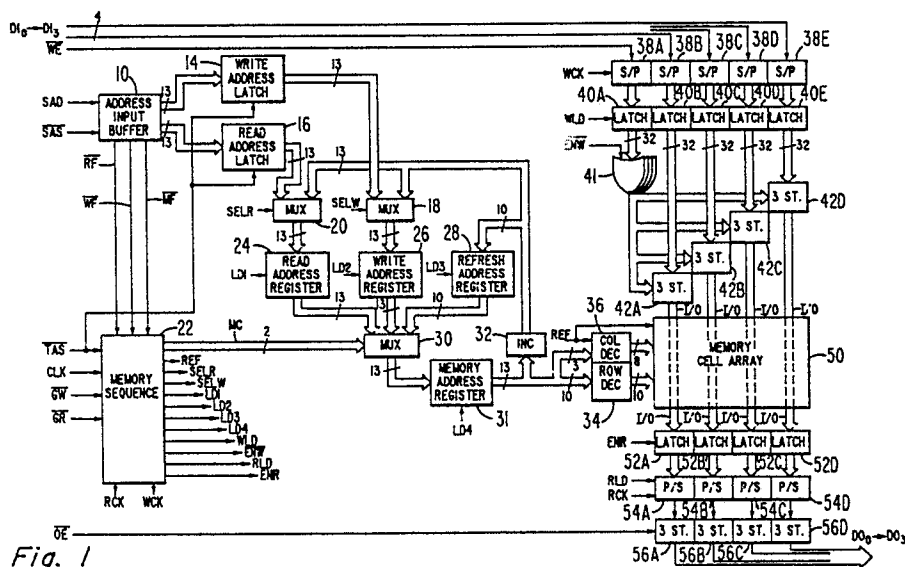 DI0→DI3
4
WE
38A 38B 38C 38D 38E
WCK S/P S/P S/P S/P S/P
40A 40B 40C 40D 40E
WLD LATCH LATCH LATCH LATCH LATCH
32 32 32 32 32
ENW
41
3 ST. 42D
3 ST. 42C
3 ST. 42B
3 ST. 42A
I/O I/O I/O I/O
10
SAD
SAS
ADDRESS
INPUT
BUFFER
13
13
14
WRITE
ADDRESS
LATCH
13
16
READ
ADDRESS
LATCH
13
13
RF
WF
MF
SELR MUX 20
SELW MUX 18
10
13
13
24
READ
ADDRESS
REGISTER
LD1
26
WRITE
ADDRESS
REGISTER
LD2
28
REFRESH
ADDRESS
REGISTER
LD3
13
13
10
22
MC
2
MUX 30
32
INC
13
MEMORY
ADDRESS
REGISTER
31
LD4
13
REF
36
COL
DEC
3
8
10
ROW
DEC
10
34
MEMORY
CELL ARRAY
50
TAS
CLK
GW
GR
MEMORY
SEQUENCE
REF
SELR
SELW
LD1
LD2
LD3
LD4
WLD
ENW
RLD
ENR
RCK WCK
I/O I/O I/O I/O
ENR LATCH LATCH LATCH LATCH
52A 52B 52C 52D
RLD
RCK
P/S P/S P/S P/S
54A 54B 54C 54D
OE
3 ST. 3 ST. 3 ST. 3 ST. 56D
56A 56B 56C
DO0→DO3
Fig. 1